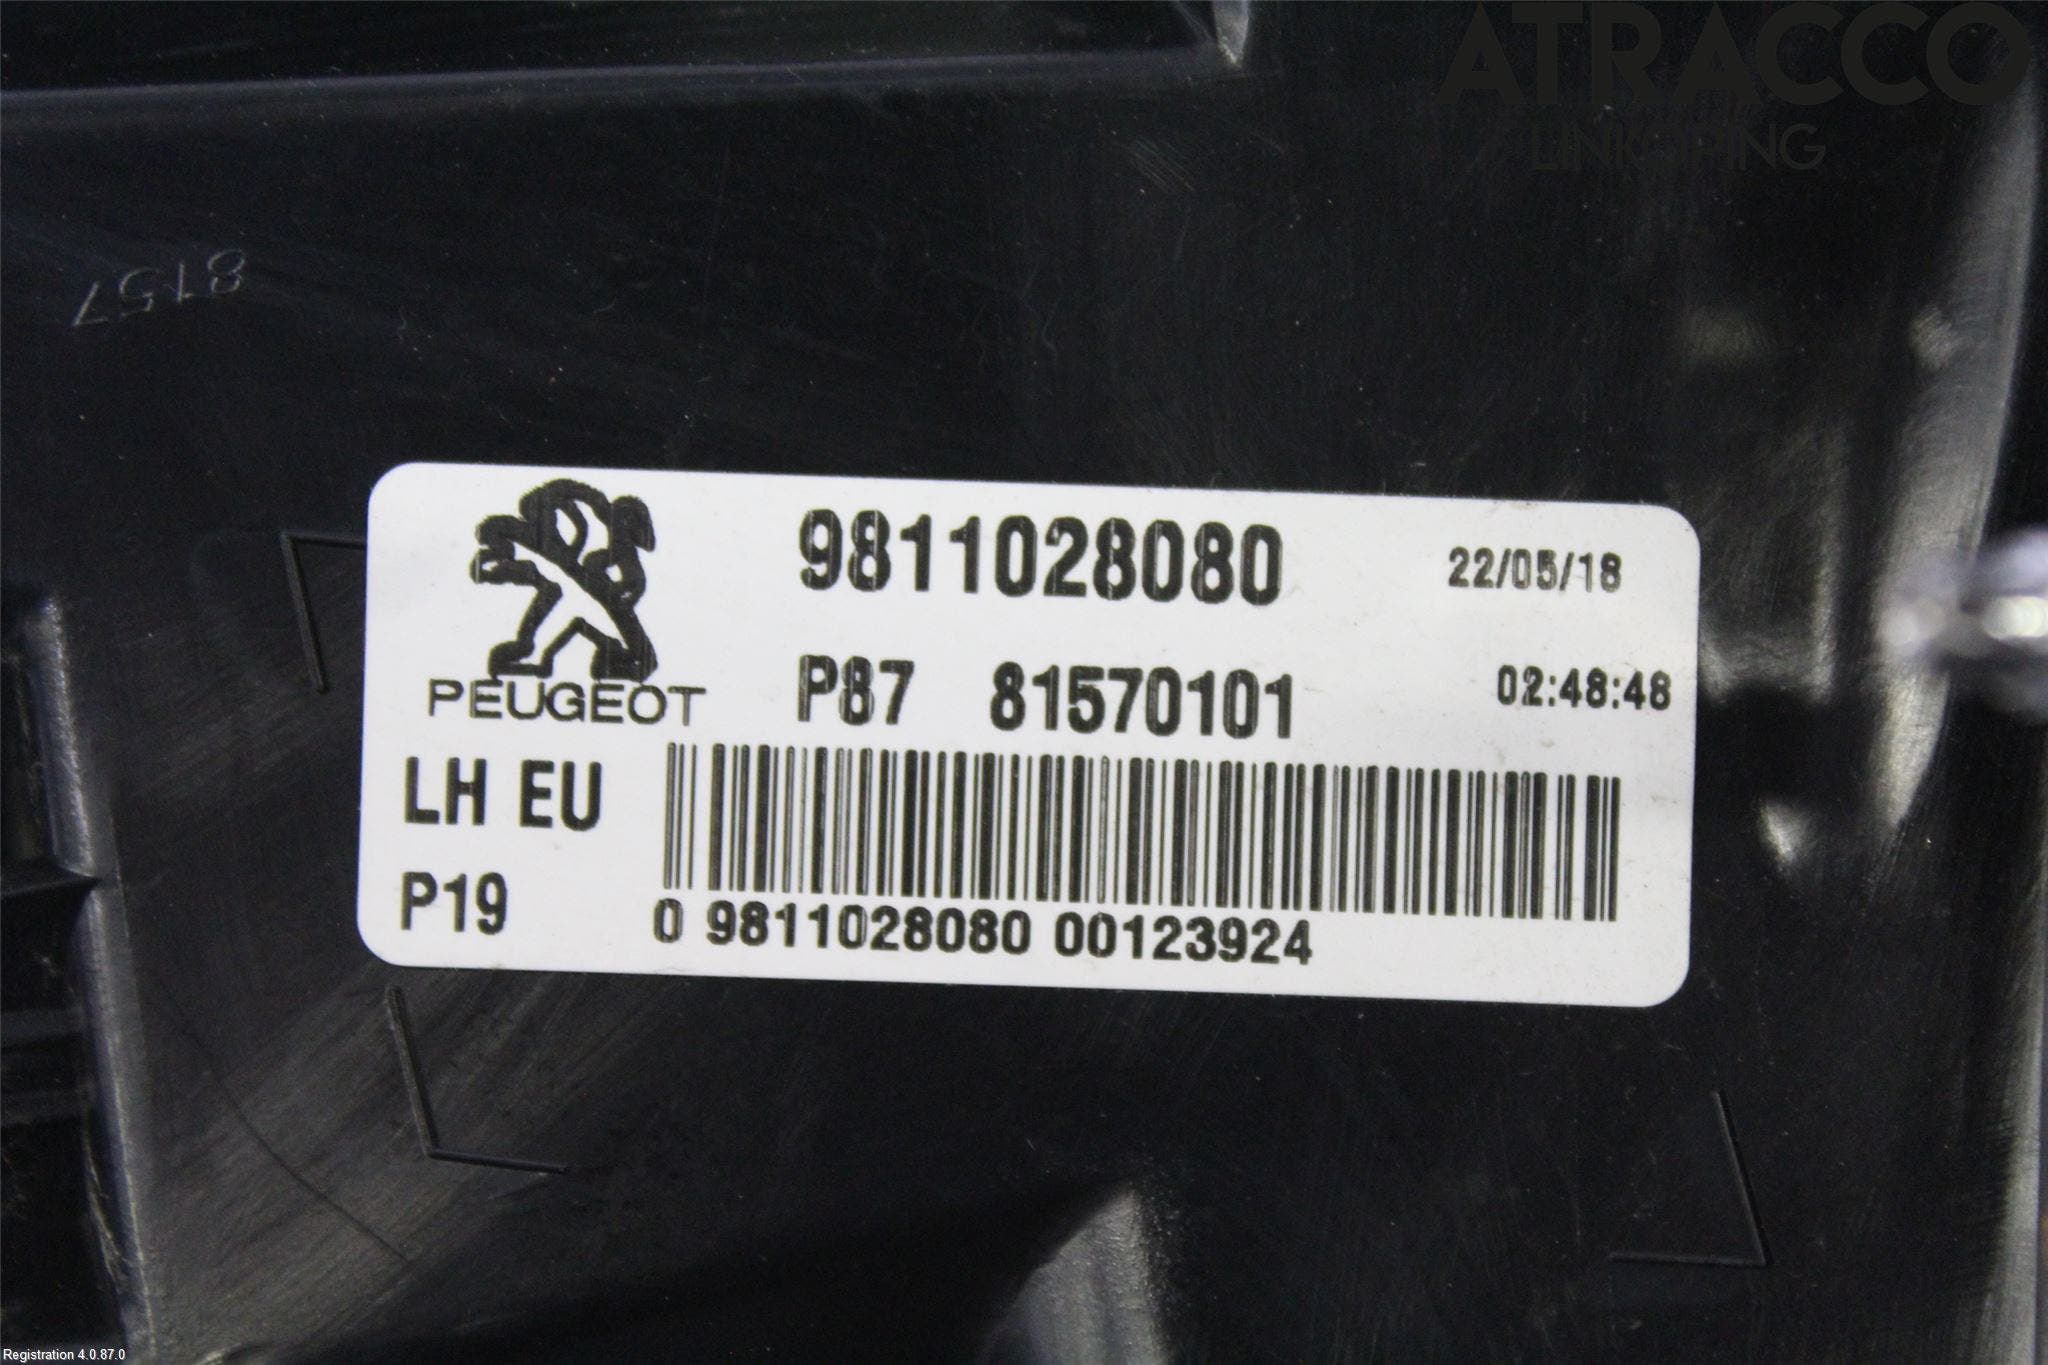 ATRACCO
LINKÖPING
8157
9811028080 22/05/18
PEUGEOT P87 81570101 02:48:48
LH EU
P19
0 9811028080 00123924
Registration 4.0.87.0